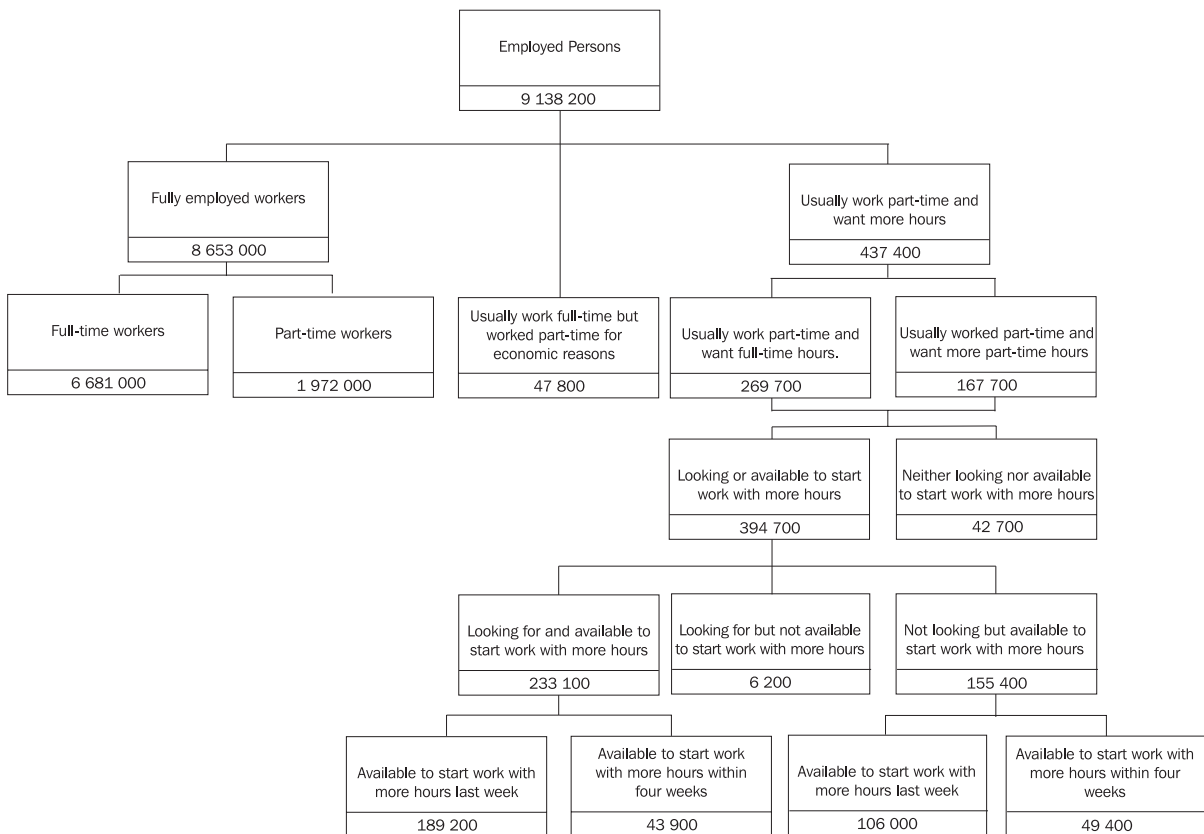 Employed Persons
9 138 200
Fully employed workers
8 653 000
Usually work part-time and
want more hours
437 400
Full-time workers
6 681 000
Part-time workers
1 972 000
Usually work full-time but
worked part-time for
economic reasons
47 800
Usually work part-time and
want full-time hours.
269 700
Usually worked part-time and
want more part-time hours
167 700
Looking or available to start
work with more hours
394 700
Neither looking nor available
to start work with more hours
42 700
Looking for and available to
start work with more hours
233 100
Looking for but not available
to start work with more hours
6 200
Not looking but available to
start work with more hours
155 400
Available to start work with
more hours last week
189 200
Available to start work
with more hours within
four weeks
43 900
Available to start work with
more hours last week
106 000
Available to start work with
more hours within four
weeks
49 400